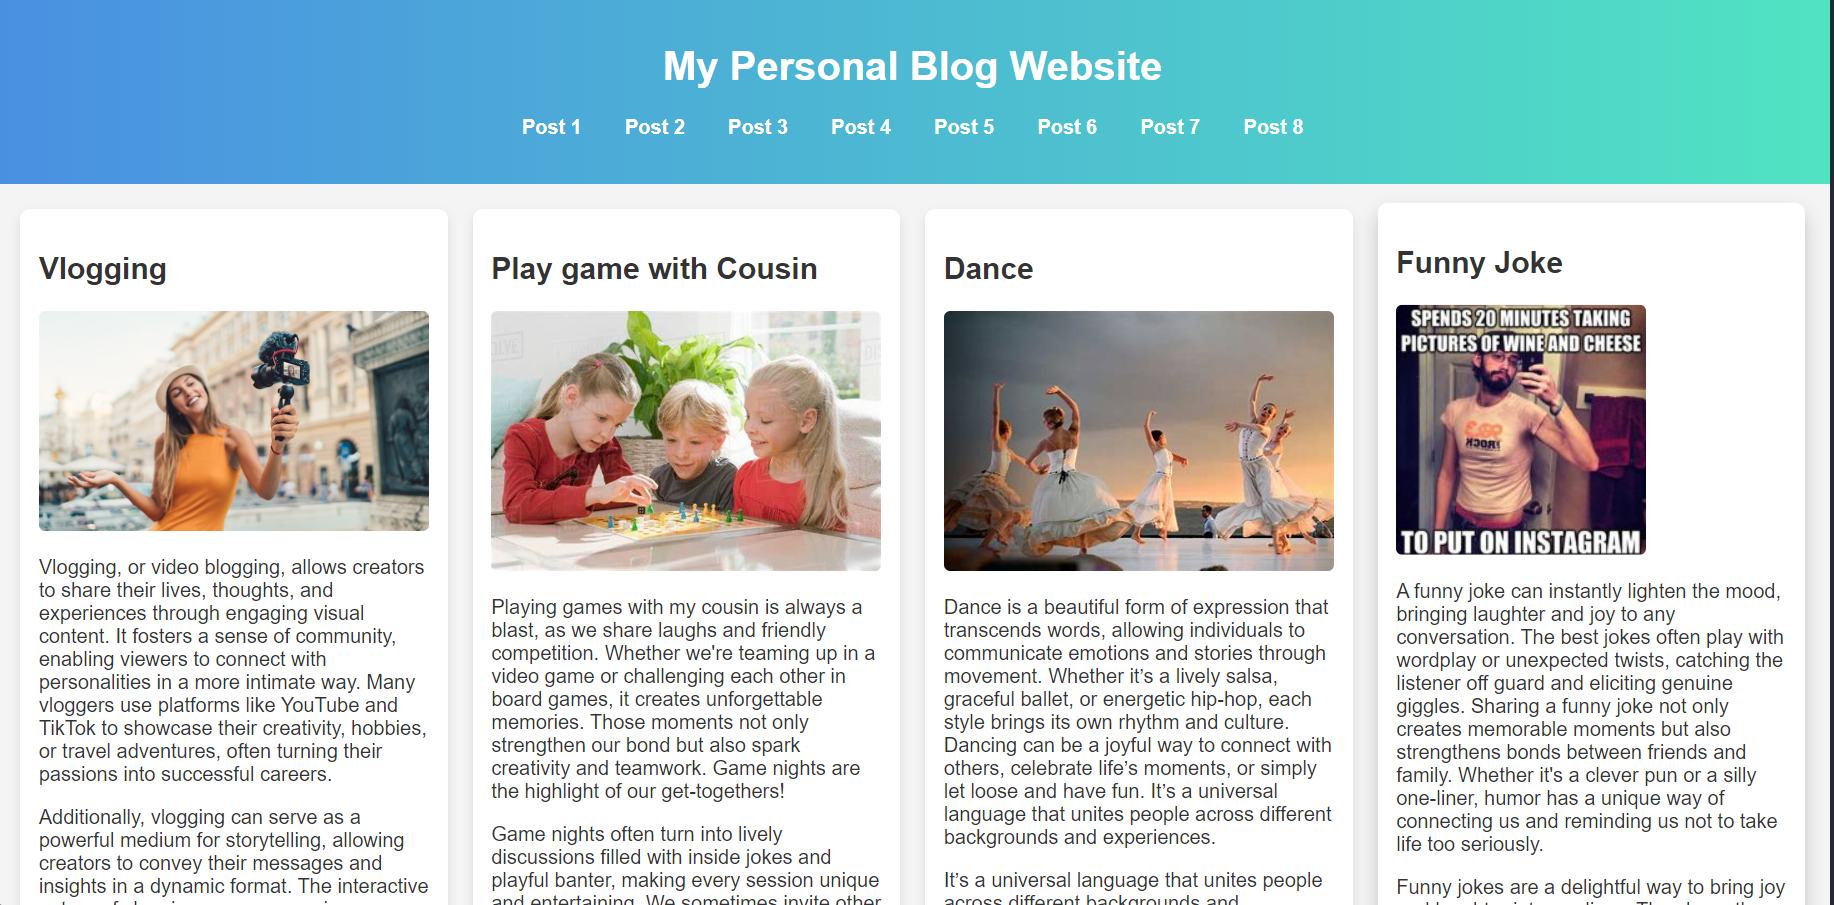 My Personal Blog Website
Post 1 Post 2 Post 3 Post 4 Post 5 Post 6 Post 7 Post 8
Vlogging
Vlogging, or video blogging, allows creators
to share their lives, thoughts, and
experiences through engaging visual
content. It fosters a sense of community,
enabling viewers to connect with
personalities in a more intimate way. Many
vloggers use platforms like YouTube and
TikTok to showcase their creativity, hobbies,
or travel adventures, often turning their
passions into successful careers.
Additionally, vlogging can serve as a
powerful medium for storytelling, allowing
creators to convey their messages and
insights in a dynamic format. The interactive
Play game with Cousin
Playing games with my cousin is always a
blast, as we share laughs and friendly
competition. Whether we're teaming up in a
video game or challenging each other in
board games, it creates unforgettable
memories. Those moments not only
strengthen our bond but also spark
creativity and teamwork. Game nights are
the highlight of our get-togethers!
Game nights often turn into lively
discussions filled with inside jokes and
playful banter, making every session unique
and entertaining. We sometimes invite other
Dance
Dance is a beautiful form of expression that
transcends words, allowing individuals to
communicate emotions and stories through
movement. Whether it’s a lively salsa,
graceful ballet, or energetic hip-hop, each
style brings its own rhythm and culture.
Dancing can be a joyful way to connect with
others, celebrate life’s moments, or simply
let loose and have fun. It’s a universal
language that unites people across different
backgrounds and experiences.
It’s a universal language that unites people
across different backgrounds and
Funny Joke
SPENDS 20 MINUTES TAKING
PICTURES OF WINE AND CHEESE
TO PUT ON INSTAGRAM
A funny joke can instantly lighten the mood,
bringing laughter and joy to any
conversation. The best jokes often play with
wordplay or unexpected twists, catching the
listener off guard and eliciting genuine
giggles. Sharing a funny joke not only
creates memorable moments but also
strengthens bonds between friends and
family. Whether it's a clever pun or a silly
one-liner, humor has a unique way of
connecting us and reminding us not to take
life too seriously.
Funny jokes are a delightful way to bring joy